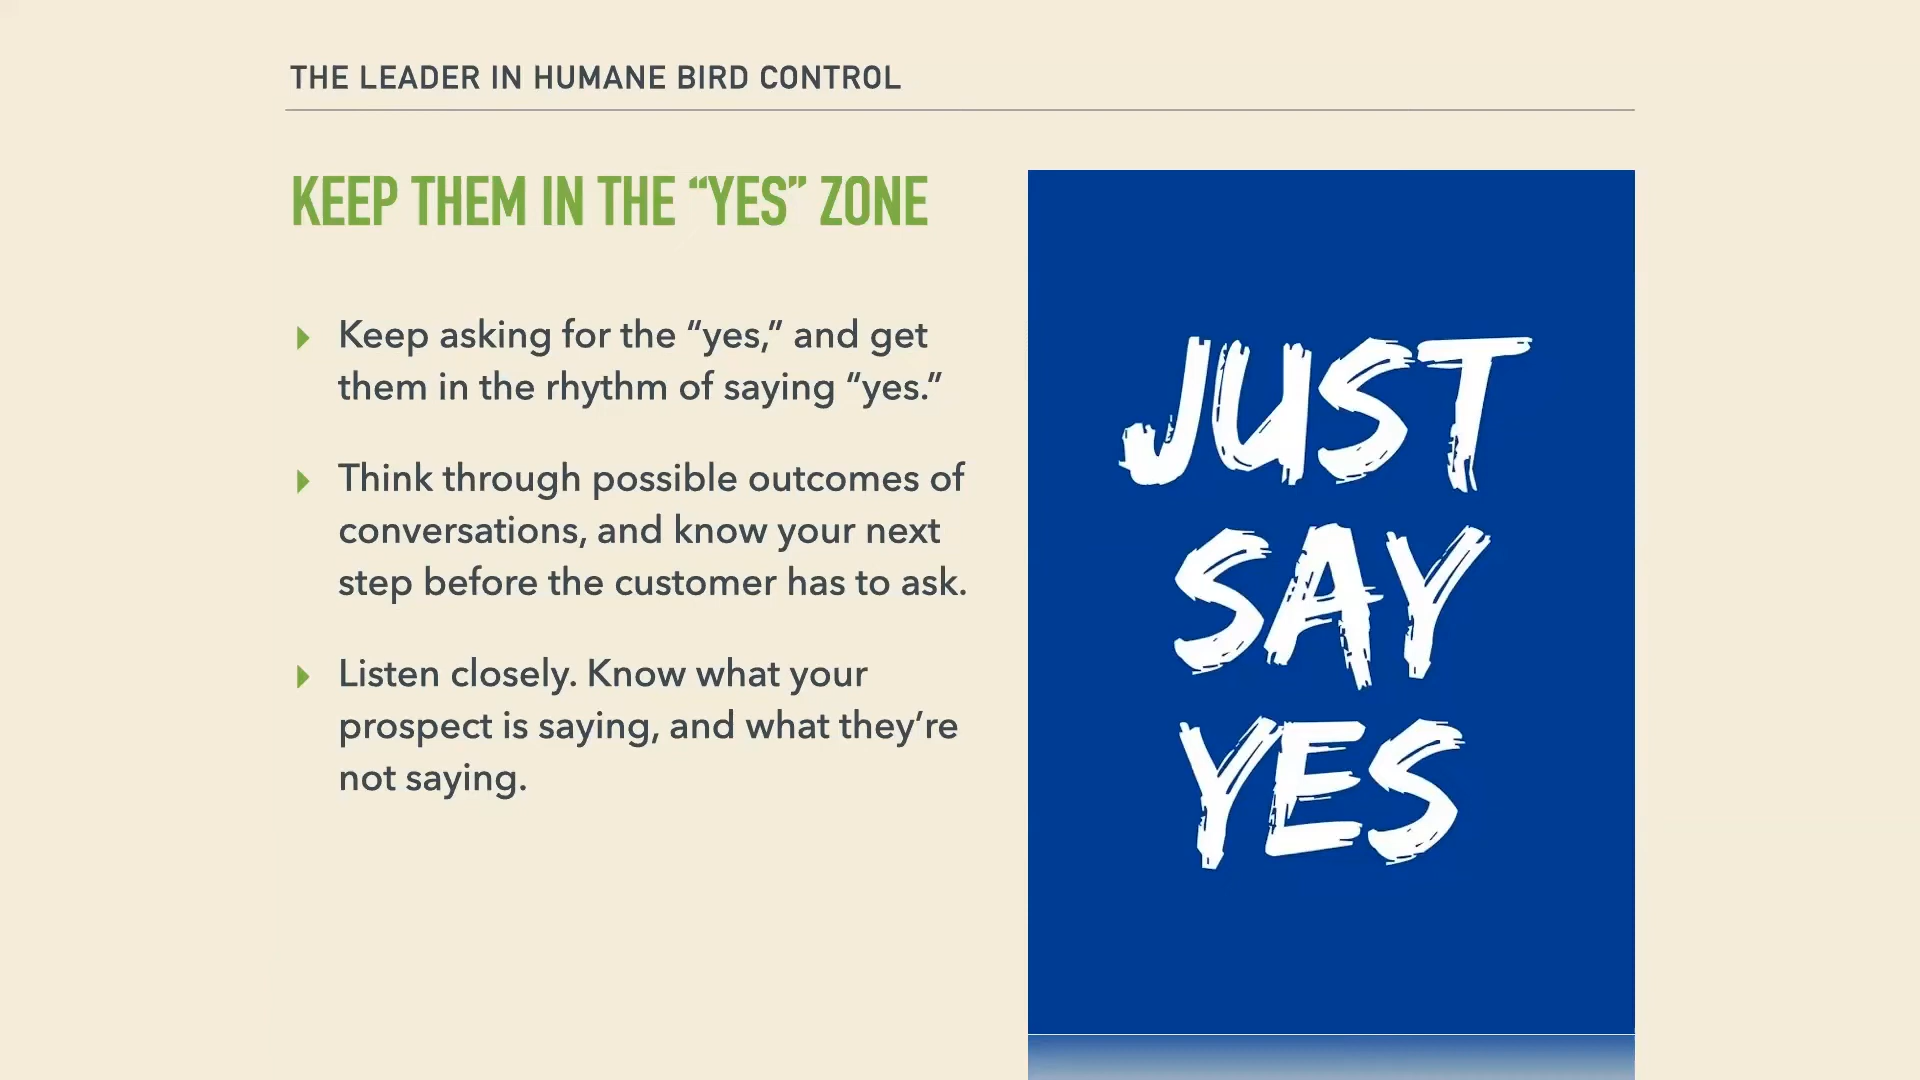 THE LEADER IN HUMANE BIRD CONTROL
KEEP THEM IN THE “YES” ZONE
Keep asking for the “yes,” and get
them in the rhythm of saying “yes.”
Think through possible outcomes of
conversations, and know your next
step before the customer has to ask.
Listen closely. Know what your
prospect is saying, and what they’re
not saying.
JUST
SAY
YES